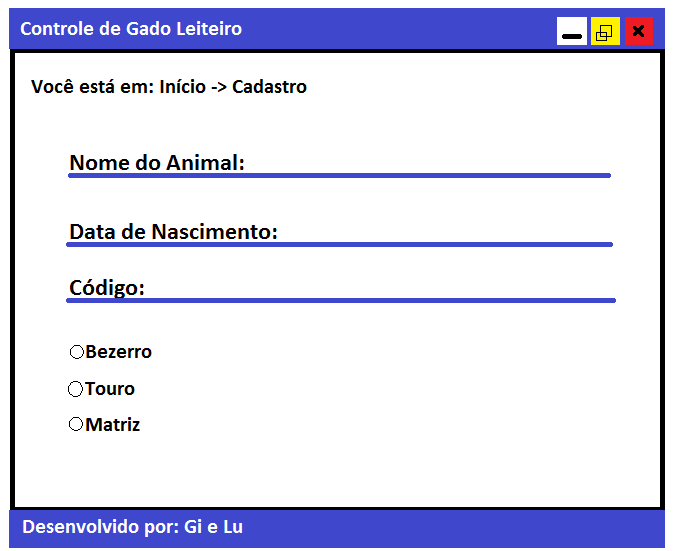 Controle de Gado Leiteiro
Você está em: Início -> Cadastro
Nome do Animal:
Data de Nascimento:
Código:
Bezerro
Touro
Matriz
Desenvolvido por: Gi e Lu